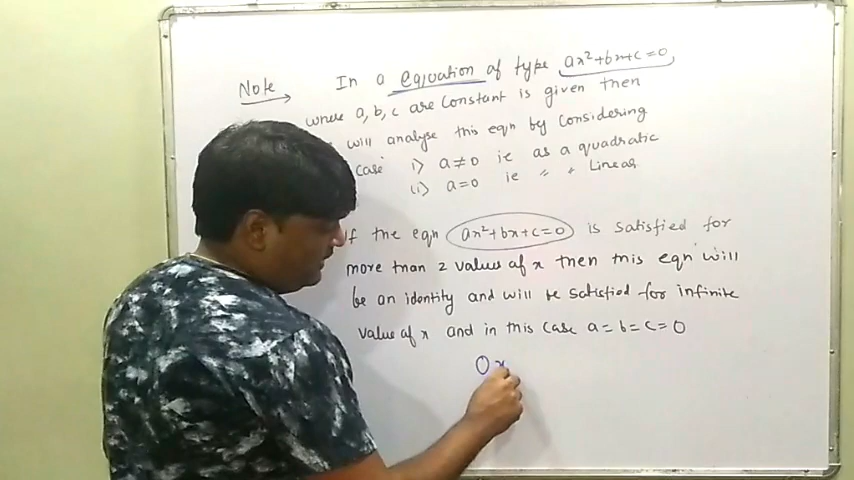 Note In a equation of type ax²+bx+c=0
where a, b, c are constant is given then
will analyse this eqn by considering
case i) a≠0 ie as a quadratic
(i) a=0 ie " " Linear
If the eqn ax²+bx+c=0 is satisfied for
more than 2 values of x then this eqn will
be an identity and will be satisfied for infinite
value of x and in this case a=b=c=0
0x